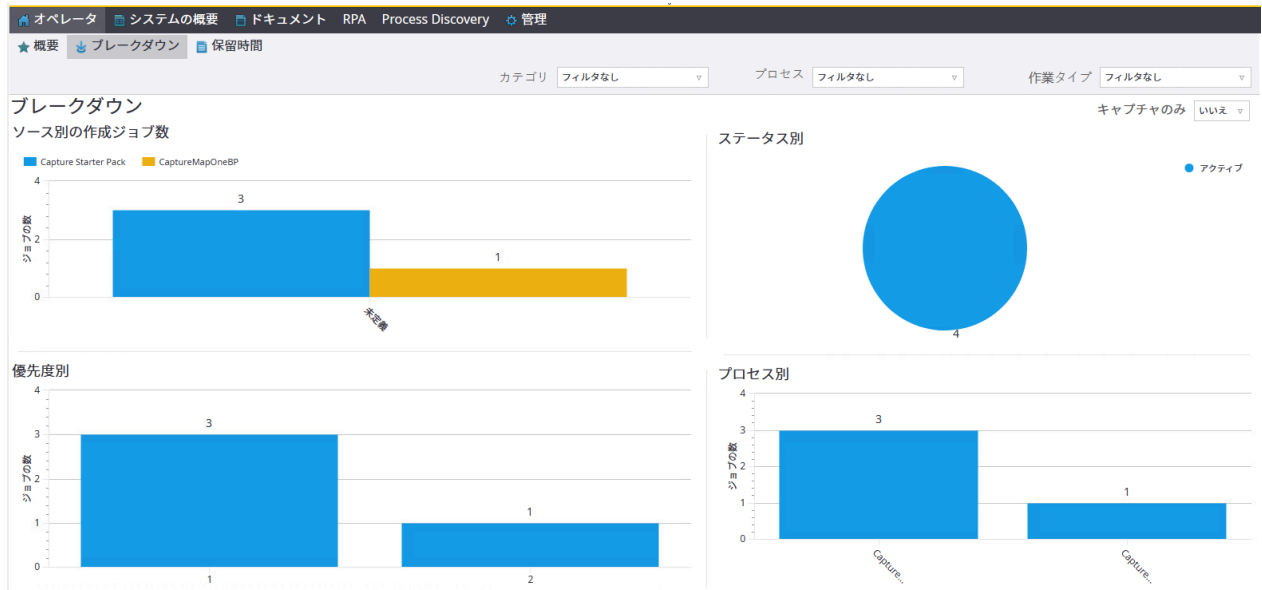 オペレータ システムの概要 ドキュメント RPA Process Discovery 管理
概要 ブレークダウン 保留時間
カテゴリ フィルタなし プロセス フィルタなし 作業タイプ フィルタなし
ブレークダウン
キャプチャのみ いいえ
ソース別の作成ジョブ数
Capture Starter Pack CaptureMapOneBP
4
3
ジョブの数
2
1
0
未定義
ステータス別
アクティブ
4
優先度別
4
3
3
ジョブの数
2
1
1
0
1 2
プロセス別
4
3
3
ジョブの数
2
1
1
0
Capture... Capture...